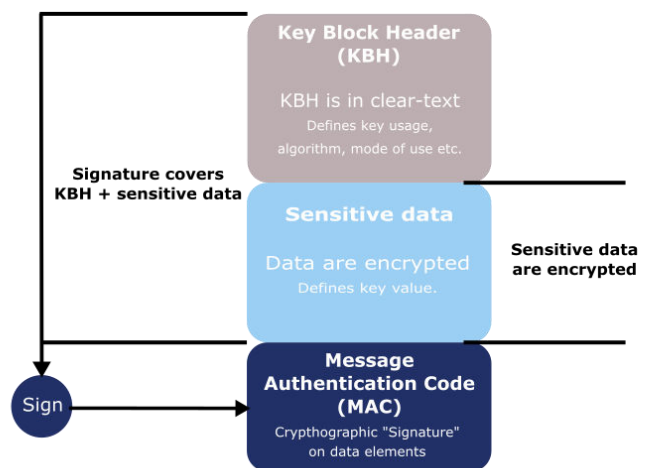 Key Block Header
(KBH)
KBH is in clear-text
Defines key usage,
algorithm, mode of use etc.
Signature covers
KBH + sensitive data
Sensitive data
Data are encrypted
Defines key value.
Sensitive data
are encrypted
Message
Authentication Code
(MAC)
Crypthographic "Signature"
on data elements
Sign